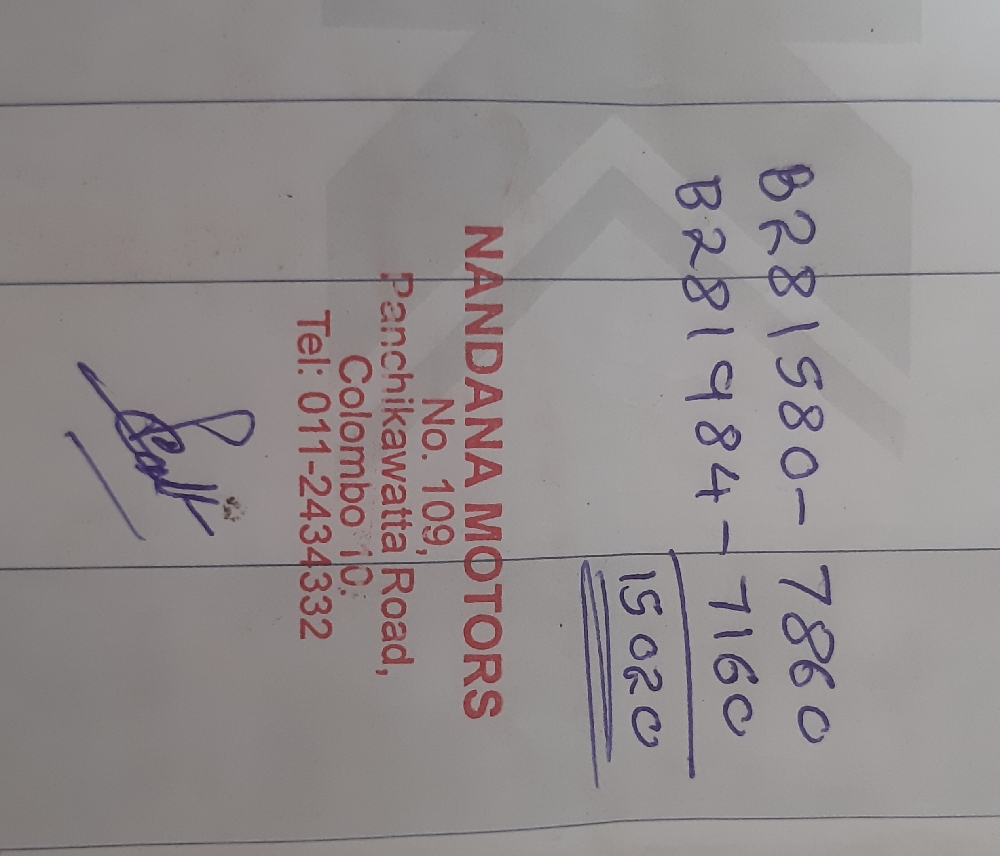 B281580- 7860
B281984- 7160
15020
NANDANA MOTORS
No. 109,
Panchikawatta Road,
Colombo 10.
Tel: 011-2434332